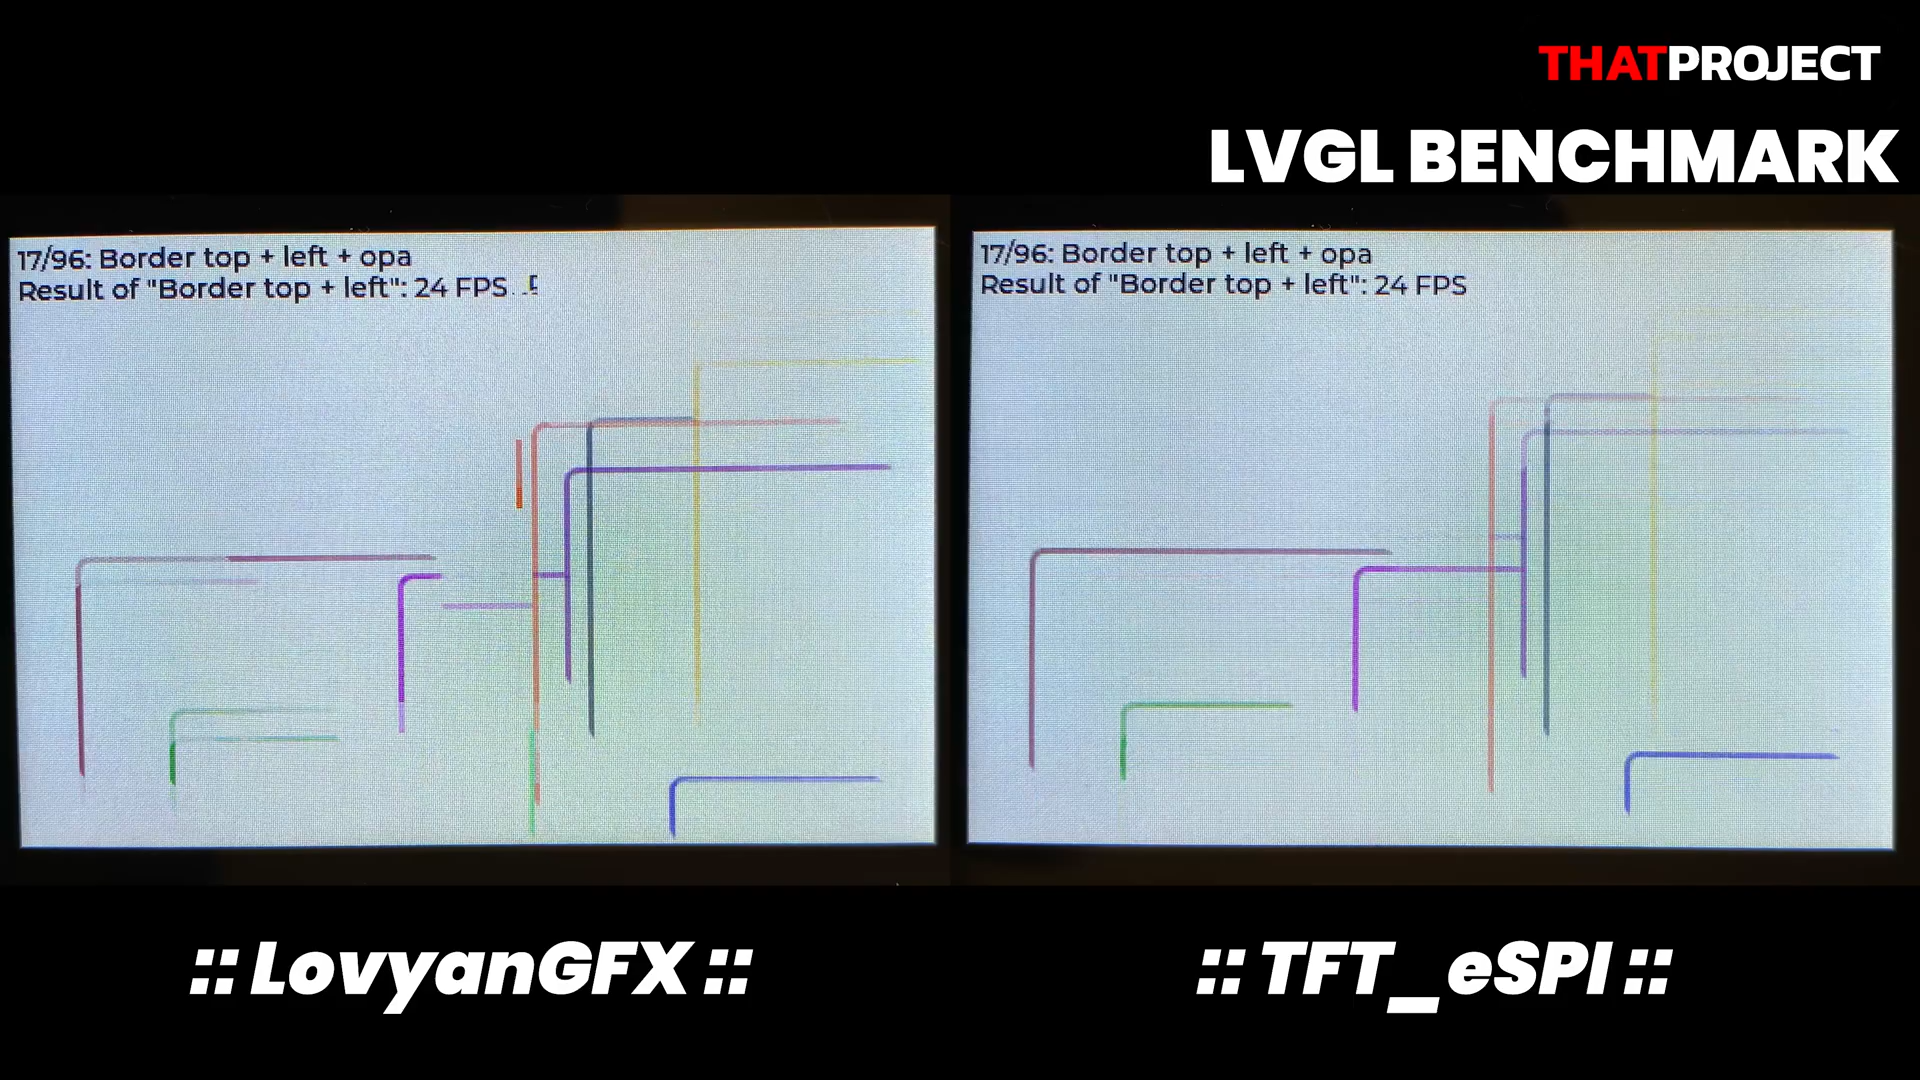 THATPROJECT
LVGL BENCHMARK
17/96: Border top + left + opa
Result of "Border top + left": 24 FPS
17/96: Border top + left + opa
Result of "Border top + left": 24 FPS
:: LovyanGFX ::
:: TFT_eSPI ::